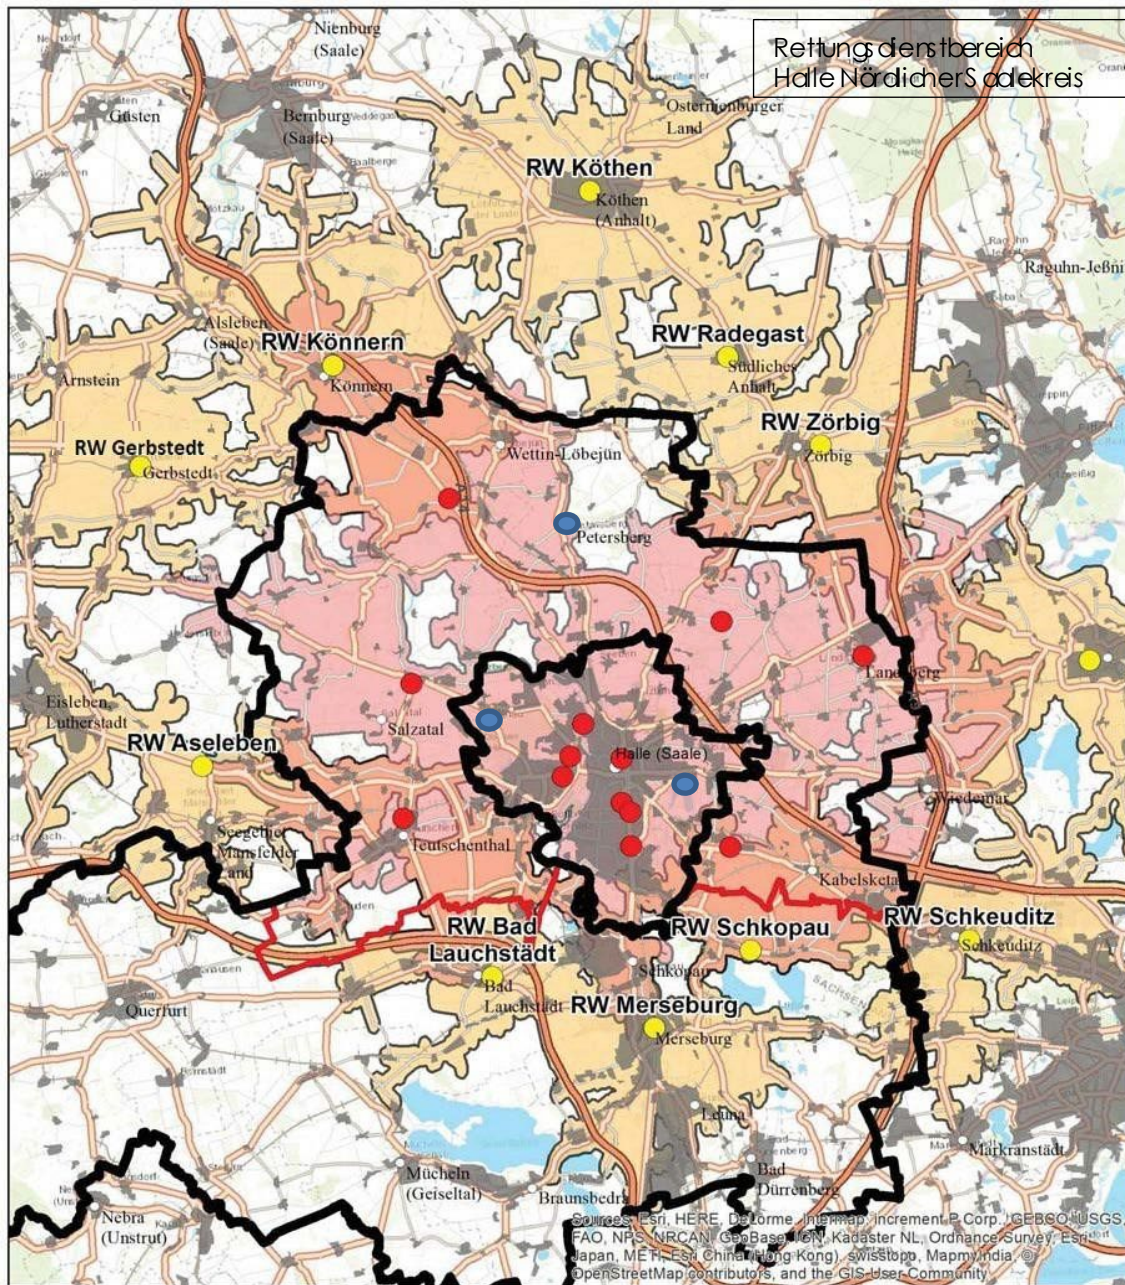 Rettungsdienstbereich
Halle Nördlicher Saalekreis
Nienburg
(Saale)
Güsten
Bernburg
(Saale)
Baalberge
Osternienburger
Land
RW Köthen
Köthen
(Anhalt)
Raguhn-Jeßni
Alsleben
(Saale)
RW Könnern
Könnern
RW Radegast
Südliches
Anhalt
Arnstein
RW Zörbig
Zörbig
RW Gerbstedt
Gerbstedt
Wettin-Löbejün
Petersberg
Landsberg
Eisleben,
Lutherstadt
Salzatal
RW Aseleben
Halle (Saale)
Wiedemar
Seegebiet
Mansfelder
Land
Teutschenthal
Kabelsketa
RW Bad
Lauchstädt
RW Schkopau
RW Schkeuditz
Schkeuditz
Schkopau
Bad
Lauchstädt
SACHSEN
Querfurt
RW Merseburg
Merseburg
Leuna
Markranstädt
Mücheln
(Geiseltal)
Braunsbedra
Bad
Dürrenberg
Nebra
(Unstrut)
Sources: Esri, HERE, DeLorme, Intermap, increment P Corp., GEBCO, USGS,
FAO, NPS, NRCAN, GeoBase, IGN, Kadaster NL, Ordnance Survey, Esri
Japan, METI, Esri China (Hong Kong), swisstopo, MapmyIndia, ©
OpenStreetMap contributors, and the GIS User Community